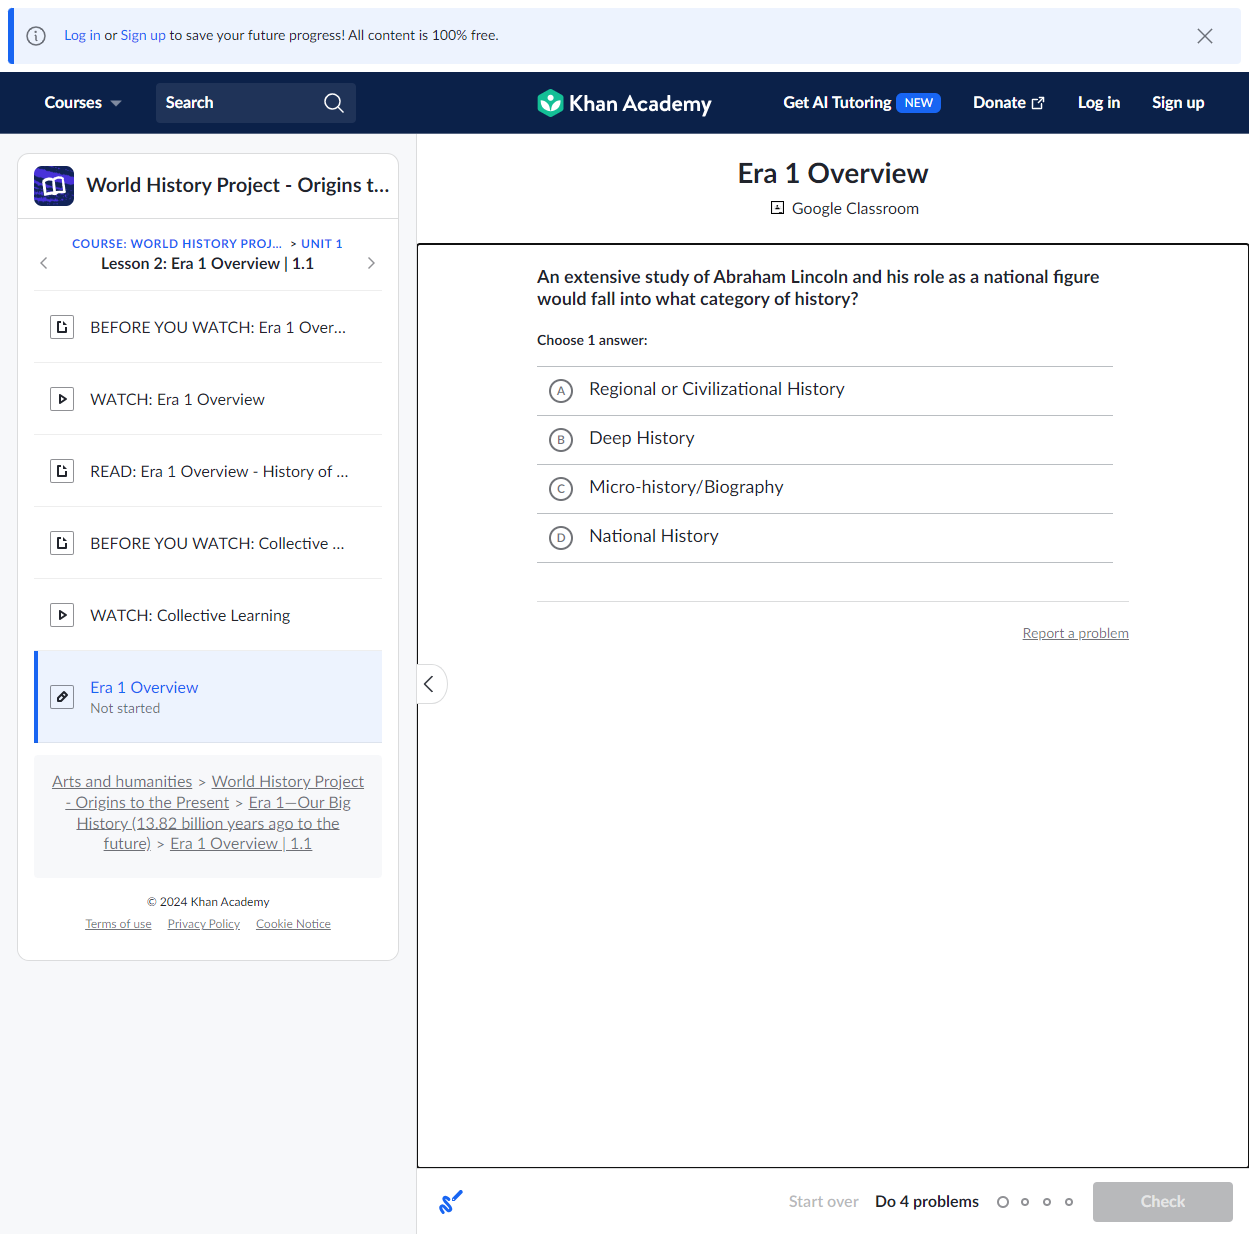 Log in or Sign up to save your future progress! All content is 100% free.
Courses
Search
Khan Academy
Get AI Tutoring NEW
Donate
Log in
Sign up
World History Project - Origins t...
COURSE: WORLD HISTORY PROJ... > UNIT 1
Lesson 2: Era 1 Overview | 1.1
BEFORE YOU WATCH: Era 1 Over...
WATCH: Era 1 Overview
READ: Era 1 Overview - History of ...
BEFORE YOU WATCH: Collective ...
WATCH: Collective Learning
Era 1 Overview
Not started
Arts and humanities > World History Project
- Origins to the Present > Era 1—Our Big
History (13.82 billion years ago to the
future) > Era 1 Overview | 1.1
© 2024 Khan Academy
Terms of use Privacy Policy Cookie Notice
Era 1 Overview
Google Classroom
An extensive study of Abraham Lincoln and his role as a national figure
would fall into what category of history?
Choose 1 answer:
A Regional or Civilizational History
B Deep History
C Micro-history/Biography
D National History
Report a problem
Start over
Do 4 problems
Check